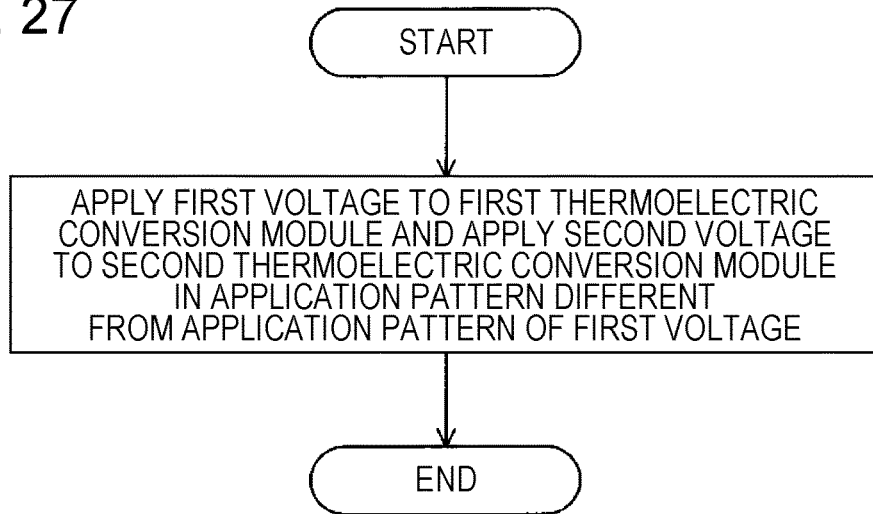 27
START
APPLY FIRST VOLTAGE TO FIRST THERMOELECTRIC
CONVERSION MODULE AND APPLY SECOND VOLTAGE
TO SECOND THERMOELECTRIC CONVERSION MODULE
IN APPLICATION PATTERN DIFFERENT
FROM APPLICATION PATTERN OF FIRST VOLTAGE
END